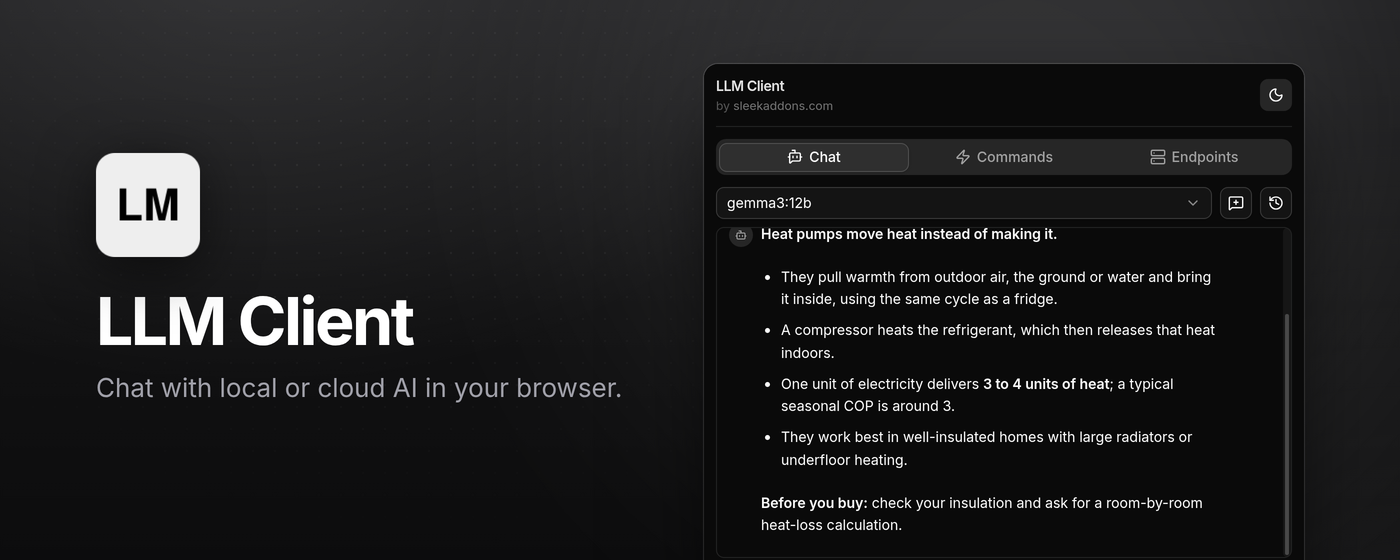 LM
LLM Client
Chat with local or cloud AI in your browser.
LLM Client
by sleekaddons.com
Chat
Commands
Endpoints
gemma3:12b
Heat pumps move heat instead of making it.
• They pull warmth from outdoor air, the ground or water and bring
it inside, using the same cycle as a fridge.
• A compressor heats the refrigerant, which then releases that heat
indoors.
• One unit of electricity delivers 3 to 4 units of heat; a typical
seasonal COP is around 3.
• They work best in well-insulated homes with large radiators or
underfloor heating.
Before you buy: check your insulation and ask for a room-by-room
heat-loss calculation.